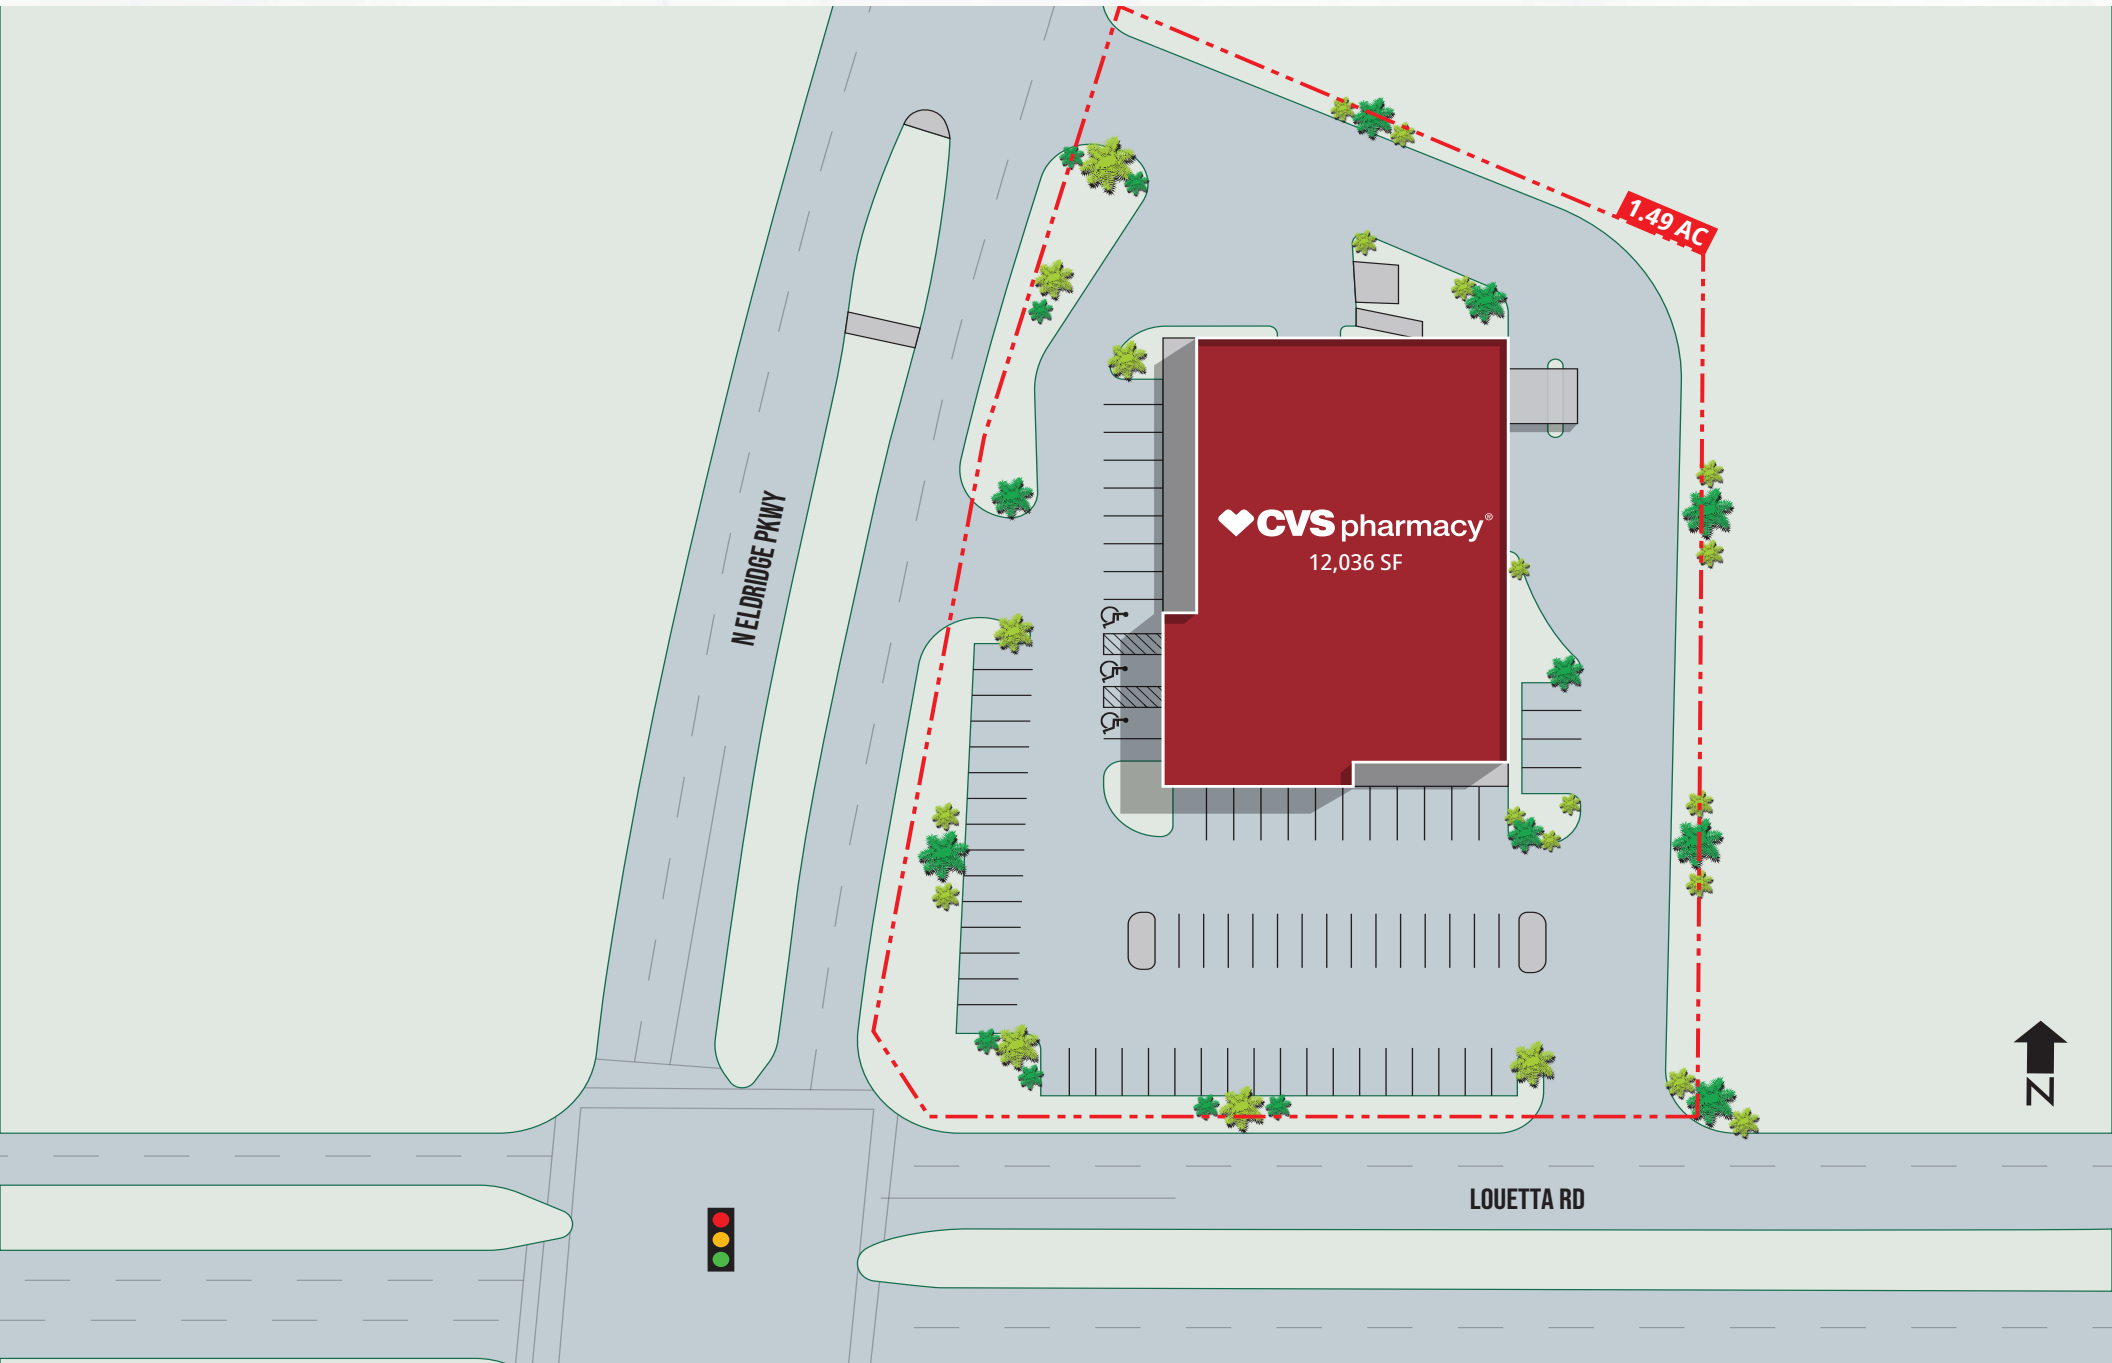 1.49 AC
N ELDRIDGE PKWY
CVS pharmacy®
12,036 SF
LOUETTA RD
N